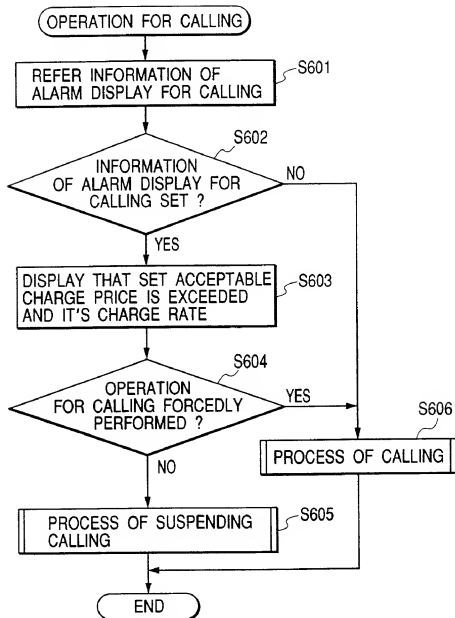 OPERATION FOR CALLING
REFER INFORMATION OF
ALARM DISPLAY FOR CALLING
S601
S602
INFORMATION
OF ALARM DISPLAY FOR
CALLING SET ?
NO
YES
DISPLAY THAT SET ACCEPTABLE
CHARGE PRICE IS EXCEEDED
AND IT'S CHARGE RATE
S603
S604
OPERATION
FOR CALLING FORCEDLY
PERFORMED ?
YES
NO
S606
PROCESS OF CALLING
PROCESS OF SUSPENDING
CALLING
S605
END